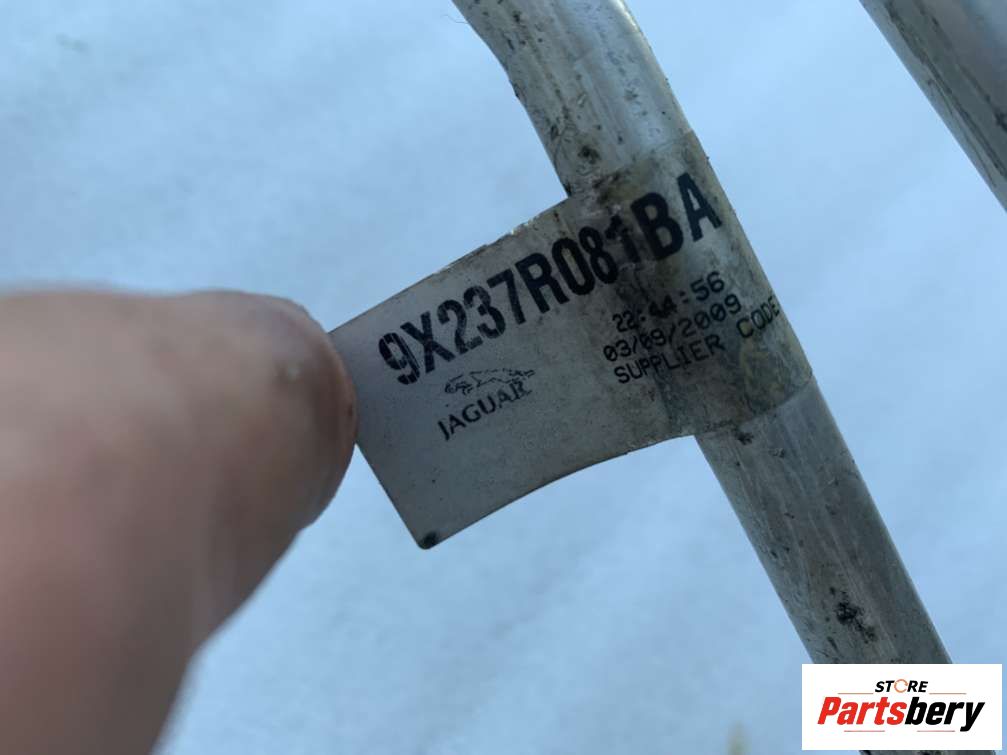 9X237R081BA
22:44:56
03/09/2009
SUPPLIER CODE
JAGUAR
STORE
Partsbery